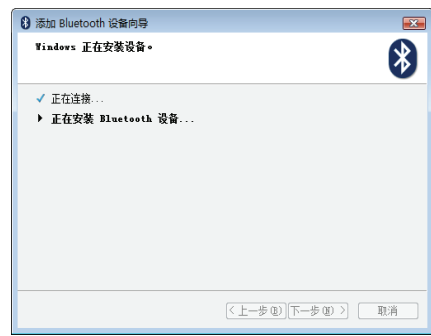 添加 Bluetooth 设备向导
Windows 正在安装设备。
正在连接...
正在安装 Bluetooth 设备...
< 上一步(B) 下一步(N) > 取消